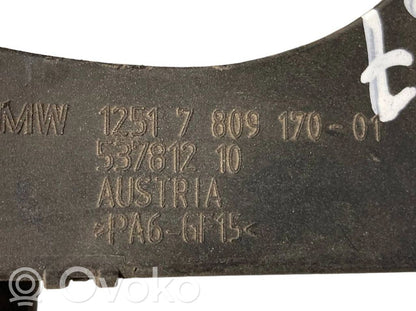 MW 1251 7 809 170-01
537812 10
AUSTRIA
>PA6-GF15<
© Ovoko